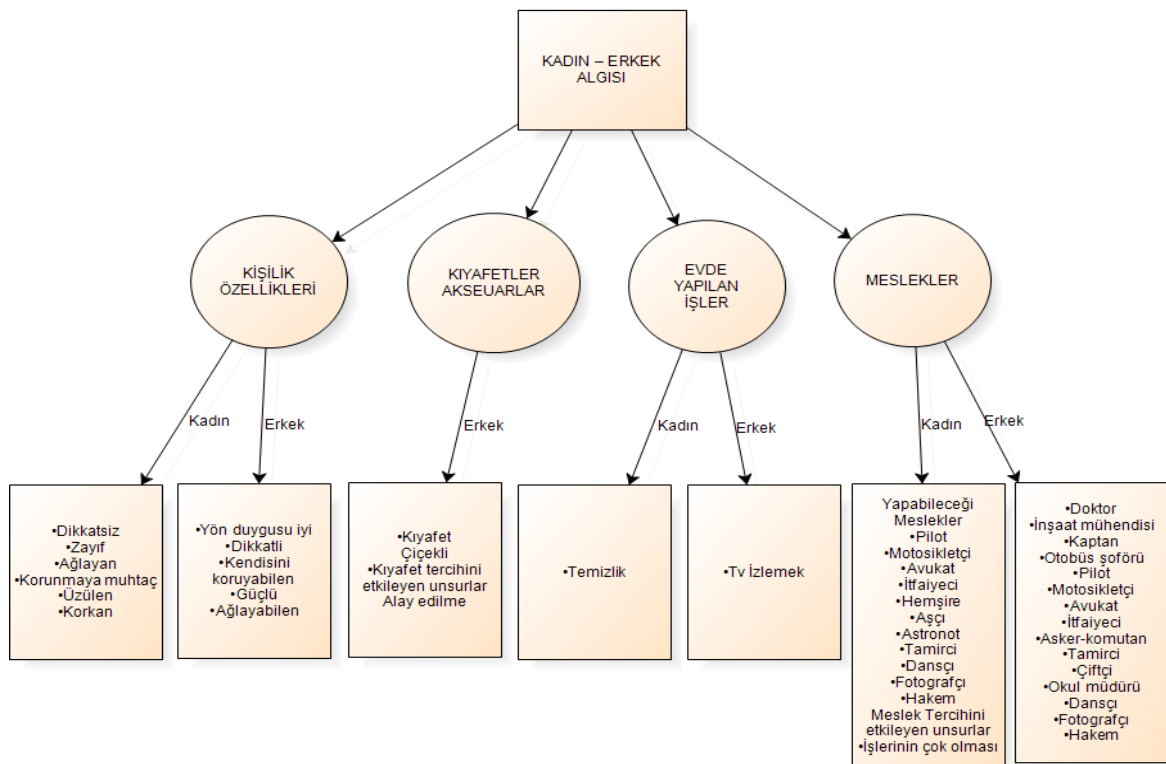 KADIN – ERKEK
ALGISI
KİŞİLİK
ÖZELLİKLERİ
KIYAFETLER
AKSEUARLAR
EVDE
YAPILAN
İŞLER
MESLEKLER
Kadın
Erkek
Erkek
Kadın
Erkek
Kadın
Erkek
•Dikkatsiz
•Zayıf
•Ağlayan
•Korunmaya muhtaç
•Üzülen
•Korkan
•Yön duygusu iyi
•Dikkatli
•Kendisini
koruyabilen
•Güçlü
•Ağlayabilen
•Kıyafet
Çiçekli
•Kıyafet tercihini
etkileyen unsurlar
Alay edilme
•Temizlik
•Tv İzlemek
Yapabileceği
Meslekler
•Pilot
•Motosikletçi
•Avukat
•İtfaiyeci
•Hemşire
•Aşçı
•Astronot
•Tamirci
•Dansçı
•Fotografçı
•Hakem
Meslek Tercihini
etkileyen unsurlar
•İşlerinin çok olması
•Doktor
•İnşaat mühendisi
•Kaptan
•Otobüs şoförü
•Pilot
•Motosikletçi
•Avukat
•İtfaiyeci
•Asker-komutan
•Tamirci
•Çiftçi
•Okul müdürü
•Dansçı
•Fotografçı
•Hakem